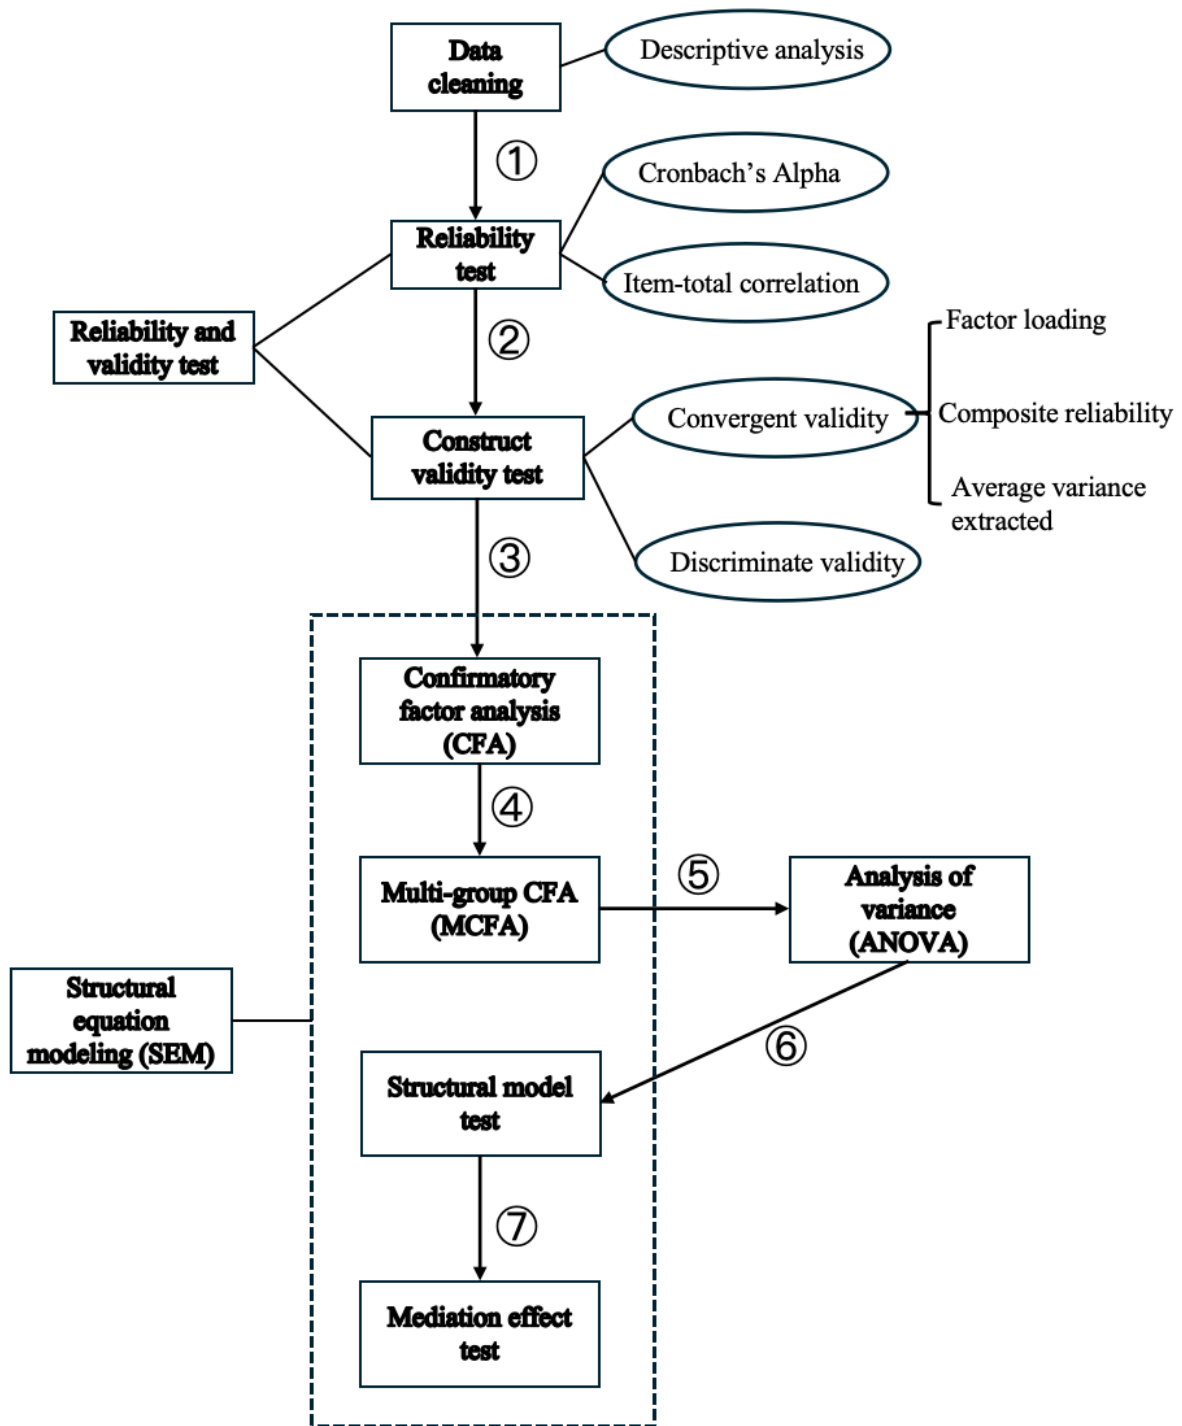 Data
cleaning
Descriptive analysis
①
Cronbach’s Alpha
Reliability
test
Item-total correlation
Reliability and
validity test
②
Factor loading
Convergent validity
Composite reliability
Construct
validity test
Average variance
extracted
③
Discriminate validity
Confirmatory
factor analysis
(CFA)
④
Multi-group CFA
(MCFA)
⑤
Analysis of
variance
(ANOVA)
Structural
equation
modeling (SEM)
⑥
Structural model
test
⑦
Mediation effect
test